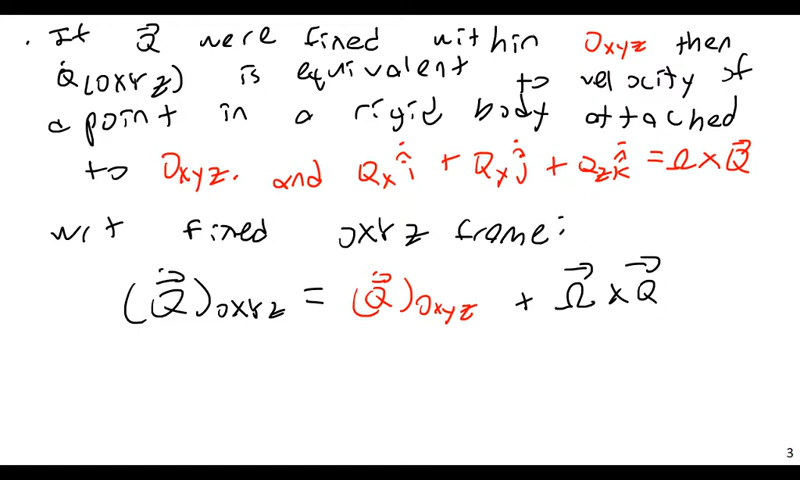 . If Q⃗ were fixed within Oxyz then
Q̇(OXYZ) is equivalent to velocity of
a point in a rigid body attached
to Oxyz. and Qx i̇̂ + Qy j̇̂ + Qz k̇̂ = Ω × Q⃗
wrt fixed OXYZ frame:
(Q⃗̇)OXYZ = (Q⃗̇)Oxyz + Ω⃗ × Q⃗
3